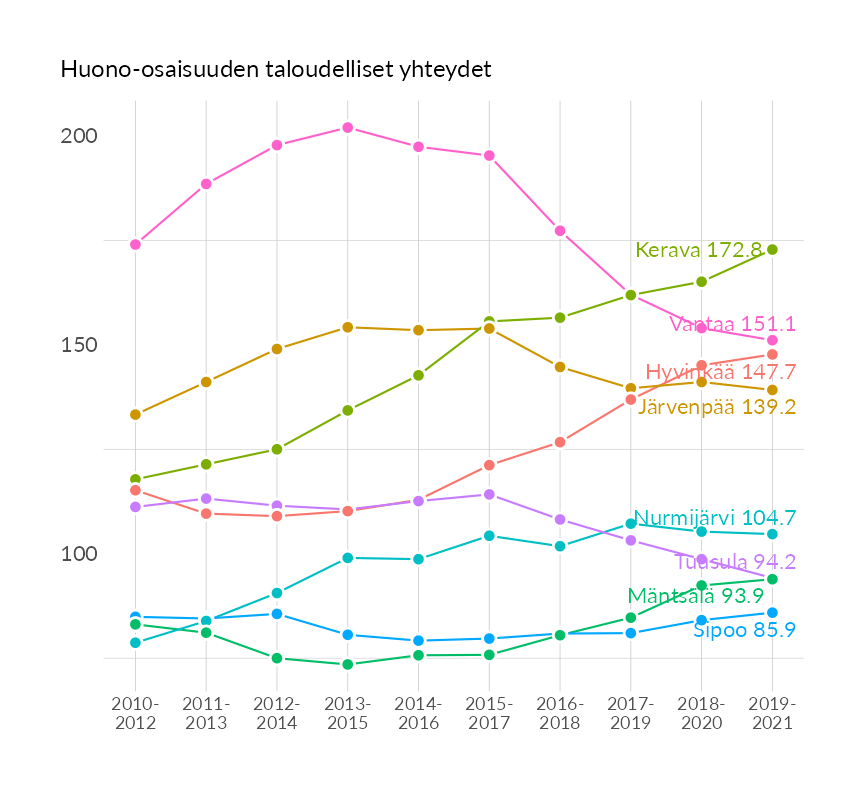 Huono-osaisuuden taloudelliset yhteydet
200
Kerava 172.8
Vantaa 151.1
150
Hyvinkää 147.7
Järvenpää 139.2
Nurmijärvi 104.7
100
Tuusula 94.2
Mäntsälä 93.9
Sipoo 85.9
2010- 2011- 2012- 2013- 2014- 2015- 2016- 2017- 2018- 2019-
2012 2013 2014 2015 2016 2017 2018 2019 2020 2021